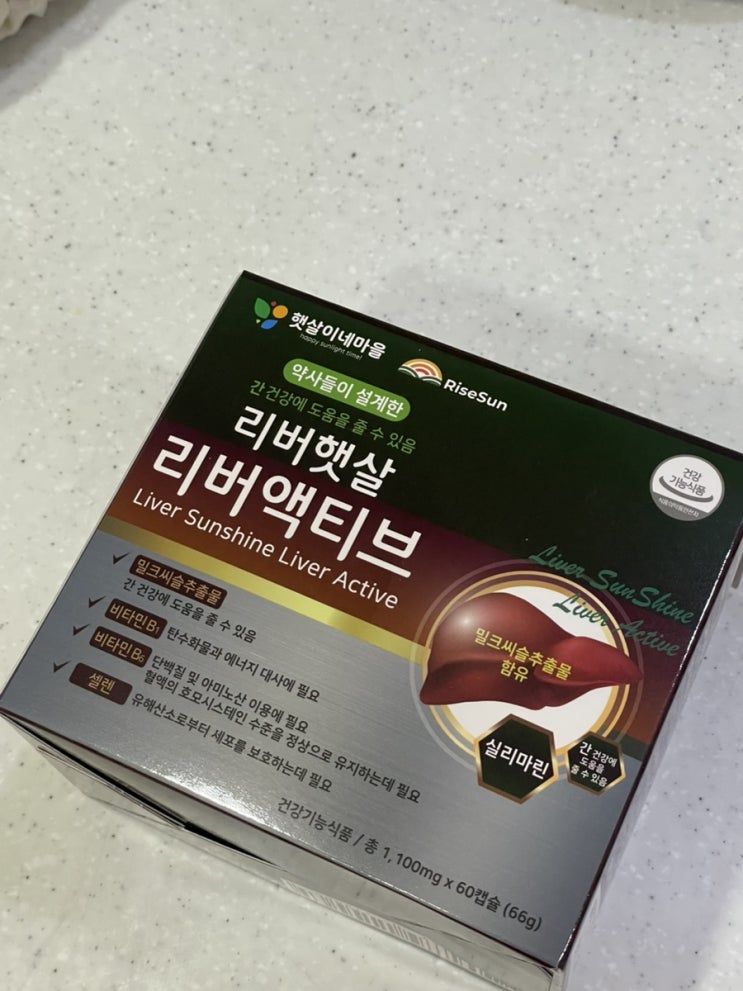 햇살이네마을
happy sunlight time!
RiseSun
약사들이 설계한
간 건강에 도움을 줄 수 있음
리버햇살
리버액티브
Liver Sunshine Liver Active
건강
기능식품
식품의약품안전처
밀크씨슬추출물
간 건강에 도움을 줄 수 있음
비타민B1 탄수화물과 에너지 대사에 필요
비타민B6 단백질 및 아미노산 이용에 필요
혈액의 호모시스테인 수준을 정상으로 유지하는데 필요
셀렌 유해산소로부터 세포를 보호하는데 필요
Liver SunShine
Liver Active
밀크씨슬추출물
함유
실리마린
간 건강에
도움을
줄 수 있음
건강기능식품 / 총 1,100mg x 60캡슐 (66g)